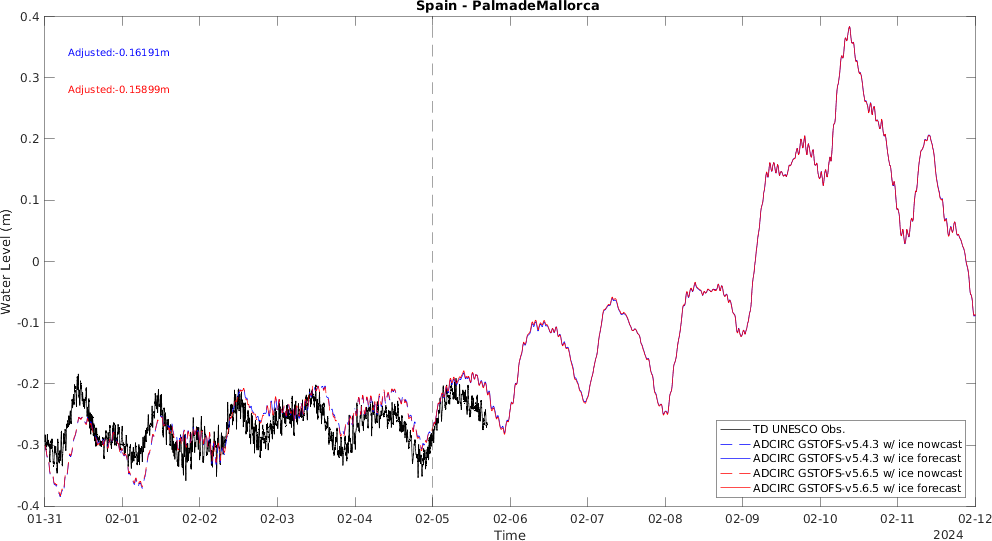 Spain - PalmadeMallorca
Adjusted:-0.16191m
Adjusted:-0.15899m
Water Level (m)
0.4
0.3
0.2
0.1
0
-0.1
-0.2
-0.3
-0.4
TD UNESCO Obs.
ADCIRC GSTOFS-v5.4.3 w/ ice nowcast
ADCIRC GSTOFS-v5.4.3 w/ ice forecast
ADCIRC GSTOFS-v5.6.5 w/ ice nowcast
ADCIRC GSTOFS-v5.6.5 w/ ice forecast
01-31 02-01 02-02 02-03 02-04 02-05 02-06 02-07 02-08 02-09 02-10 02-11 02-12
Time
2024